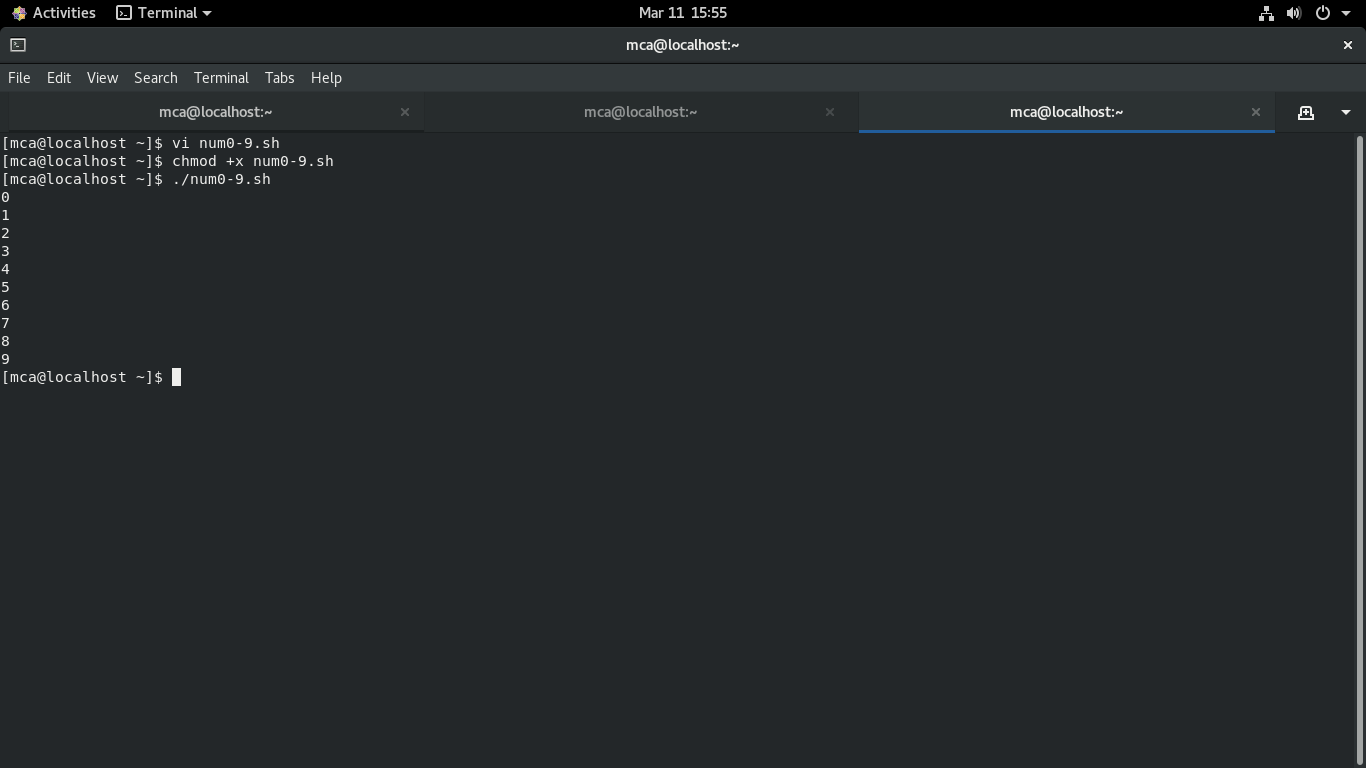 Activities Terminal Mar 11 15:55
mca@localhost:~
File Edit View Search Terminal Tabs Help
mca@localhost:~ mca@localhost:~ mca@localhost:~
[mca@localhost ~]$ vi num0-9.sh
[mca@localhost ~]$ chmod +x num0-9.sh
[mca@localhost ~]$ ./num0-9.sh
0
1
2
3
4
5
6
7
8
9
[mca@localhost ~]$